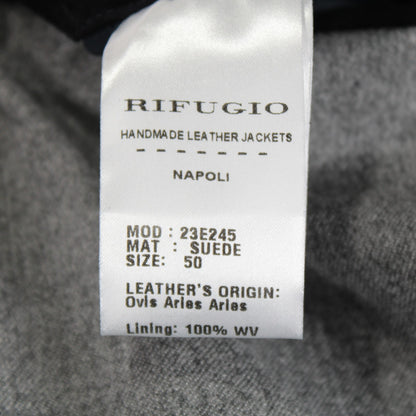 RIFUGIO
HANDMADE LEATHER JACKETS
- - - - - - -
NAPOLI
MOD : 23E245
MAT : SUEDE
SIZE: 50
LEATHER'S ORIGIN:
Ovis Aries Aries
Lining: 100% WV